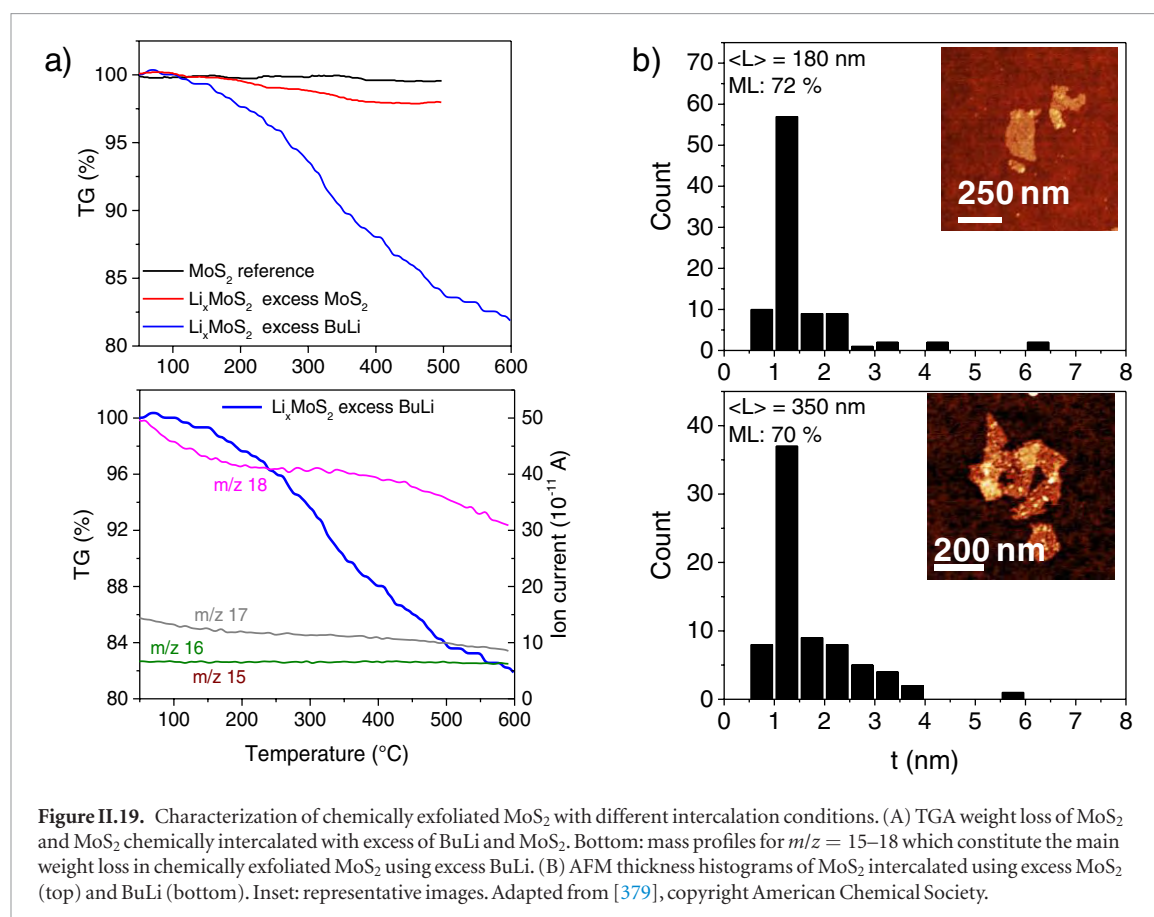 a)
100
95
90
85
80
TG (%)
MoS₂ reference
LiₓMoS₂ excess MoS₂
LiₓMoS₂ excess BuLi
100 200 300 400 500 600
100
96
92
88
84
80
TG (%)
LiₓMoS₂ excess BuLi
m/z 18
m/z 17
m/z 16
m/z 15
50
40
30
20
10
0
Ion current (10⁻¹¹ A)
100 200 300 400 500 600
Temperature (°C)
b)
70
60
50
40
30
20
10
0
Count
<L> = 180 nm
ML: 72 %
250 nm
0 1 2 3 4 5 6 7 8
40
30
20
10
0
Count
<L> = 350 nm
ML: 70 %
200 nm
0 1 2 3 4 5 6 7 8
t (nm)
Figure II.19. Characterization of chemically exfoliated MoS₂ with different intercalation conditions. (A) TGA weight loss of MoS₂
and MoS₂ chemically intercalated with excess of BuLi and MoS₂. Bottom: mass profiles for m/z = 15–18 which constitute the main
weight loss in chemically exfoliated MoS₂ using excess BuLi. (B) AFM thickness histograms of MoS₂ intercalated using excess MoS₂
(top) and BuLi (bottom). Inset: representative images. Adapted from [379], copyright American Chemical Society.